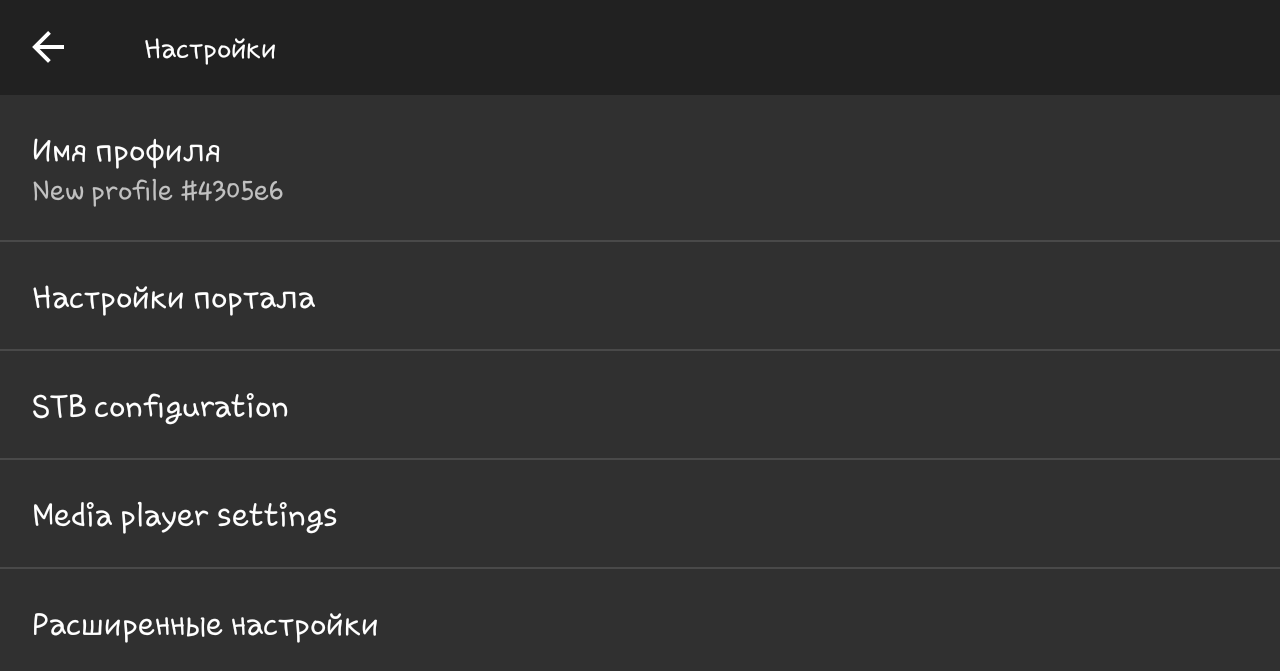 Настройки
Имя профиля
New profile #4305e6
Настройки портала
STB configuration
Media player settings
Расширенные настройки